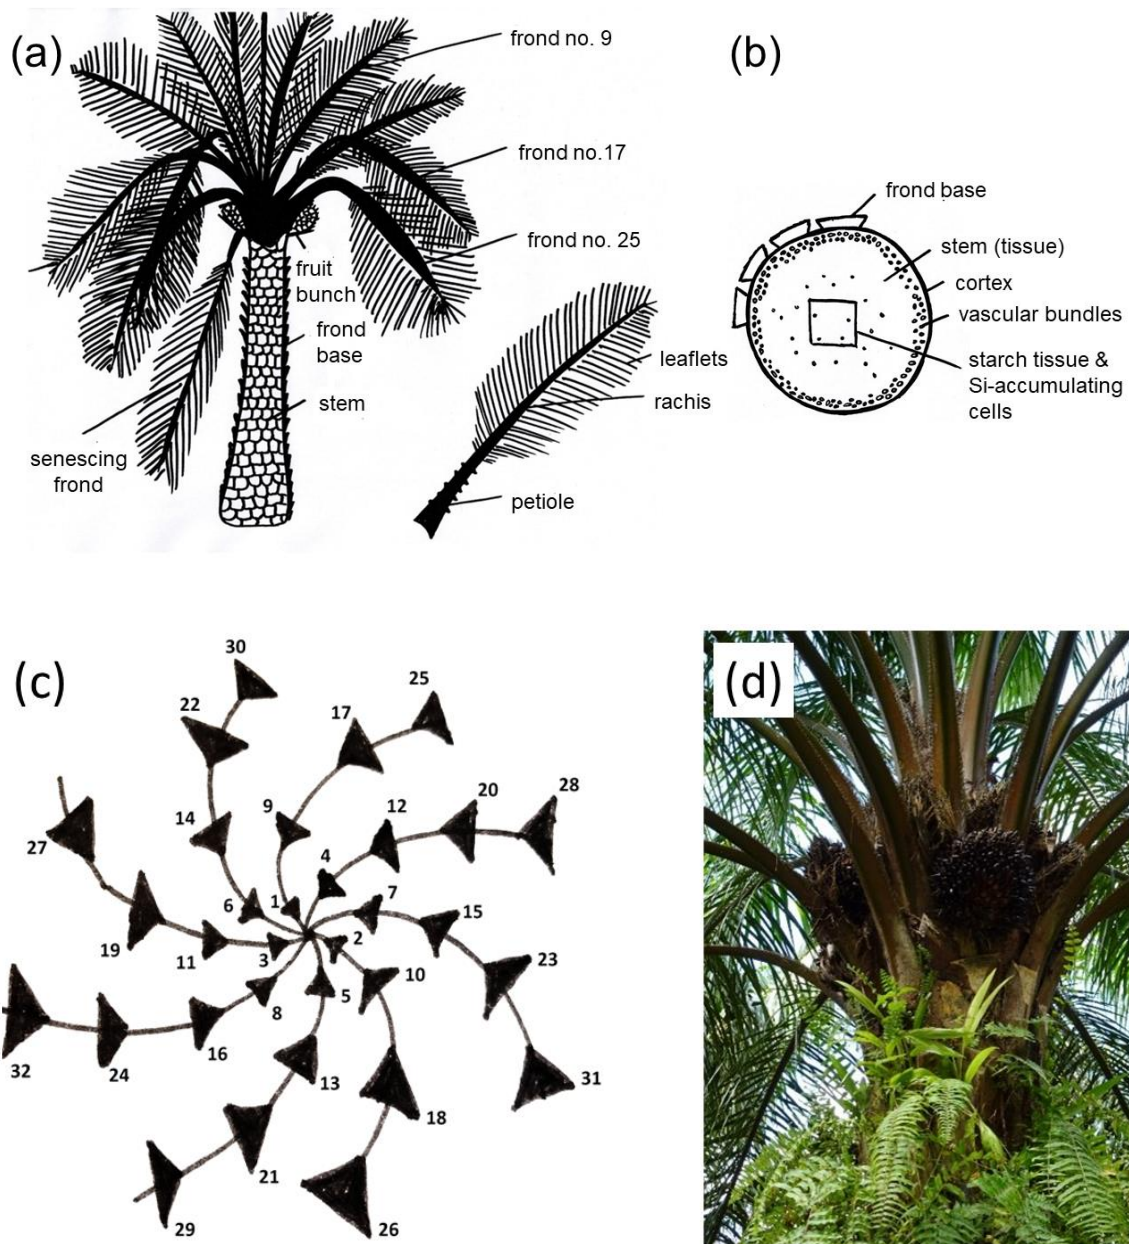 (a)
frond no. 9
frond no.17
frond no. 25
fruit
bunch
frond
base
stem
senescing
frond
leaflets
rachis
petiole
(b)
frond base
stem (tissue)
cortex
vascular bundles
starch tissue &
Si-accumulating
cells
(c)
30
25
22
17
28
20
12
9
14
4
27
7
1
6
15
2
19
11
3
10
23
5
8
16
32
24
13
31
18
21
29
26
(d)